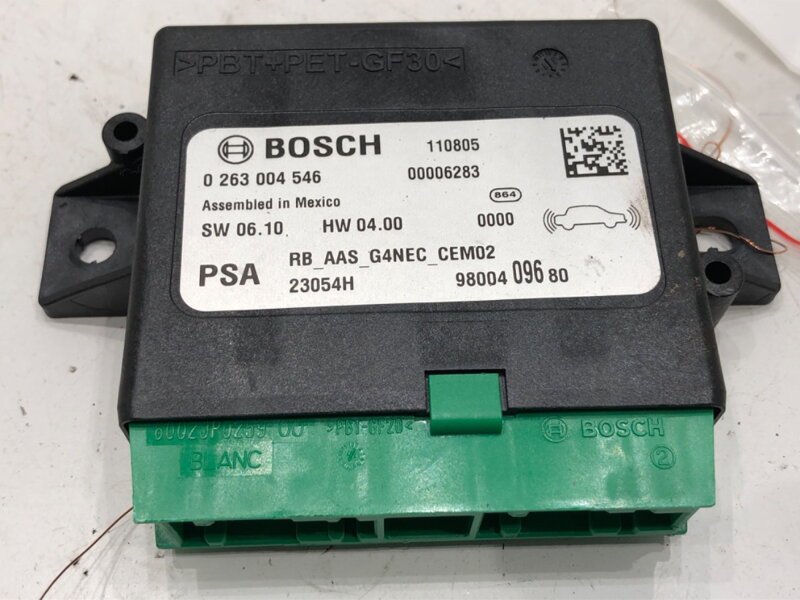 >PBT+PET-GF30<
BOSCH 110805
0 263 004 546 00006283
Assembled in Mexico 864
SW 06.10 HW 04.00 0000
PSA RB_AAS_G4NEC_CEM02
23054H 98004 096 80
>PBT-GF20< BOSCH
BLANC 2